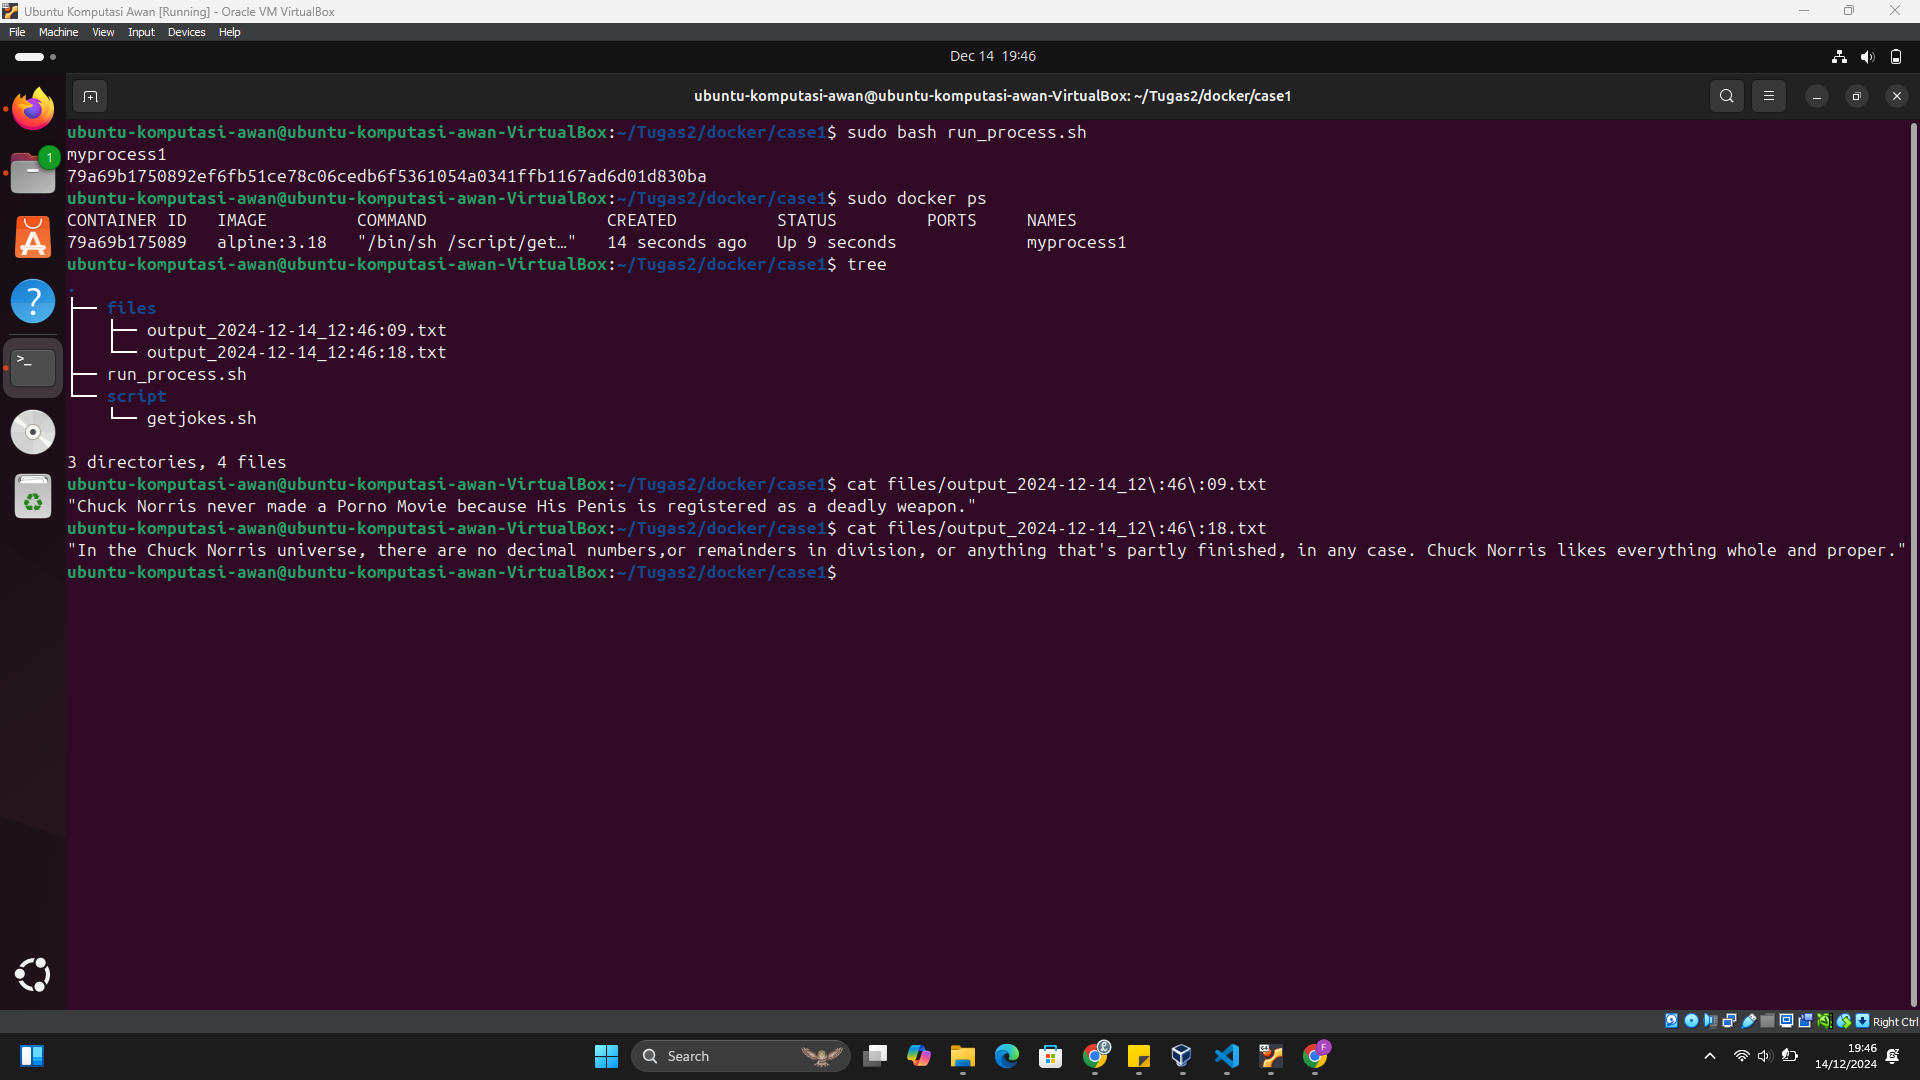 Ubuntu Komputasi Awan [Running] - Oracle VM VirtualBox
File Machine View Input Devices Help
Dec 14 19:46
ubuntu-komputasi-awan@ubuntu-komputasi-awan-VirtualBox: ~/Tugas2/docker/case1
ubuntu-komputasi-awan@ubuntu-komputasi-awan-VirtualBox:~/Tugas2/docker/case1$ sudo bash run_process.sh
myprocess1
79a69b1750892ef6fb51ce78c06cedb6f5361054a0341ffb1167ad6d01d830ba
ubuntu-komputasi-awan@ubuntu-komputasi-awan-VirtualBox:~/Tugas2/docker/case1$ sudo docker ps
CONTAINER ID IMAGE COMMAND CREATED STATUS PORTS NAMES
79a69b175089 alpine:3.18 "/bin/sh /script/get…" 14 seconds ago Up 9 seconds myprocess1
ubuntu-komputasi-awan@ubuntu-komputasi-awan-VirtualBox:~/Tugas2/docker/case1$ tree
.
├── files
│   ├── output_2024-12-14_12:46:09.txt
│   └── output_2024-12-14_12:46:18.txt
├── run_process.sh
└── script
    └── getjokes.sh
3 directories, 4 files
ubuntu-komputasi-awan@ubuntu-komputasi-awan-VirtualBox:~/Tugas2/docker/case1$ cat files/output_2024-12-14_12\:46\:09.txt
"Chuck Norris never made a Porno Movie because His Penis is registered as a deadly weapon."
ubuntu-komputasi-awan@ubuntu-komputasi-awan-VirtualBox:~/Tugas2/docker/case1$ cat files/output_2024-12-14_12\:46\:18.txt
"In the Chuck Norris universe, there are no decimal numbers,or remainders in division, or anything that's partly finished, in any case. Chuck Norris likes everything whole and proper."
ubuntu-komputasi-awan@ubuntu-komputasi-awan-VirtualBox:~/Tugas2/docker/case1$
1
Right Ctrl
Search
19:46
14/12/2024